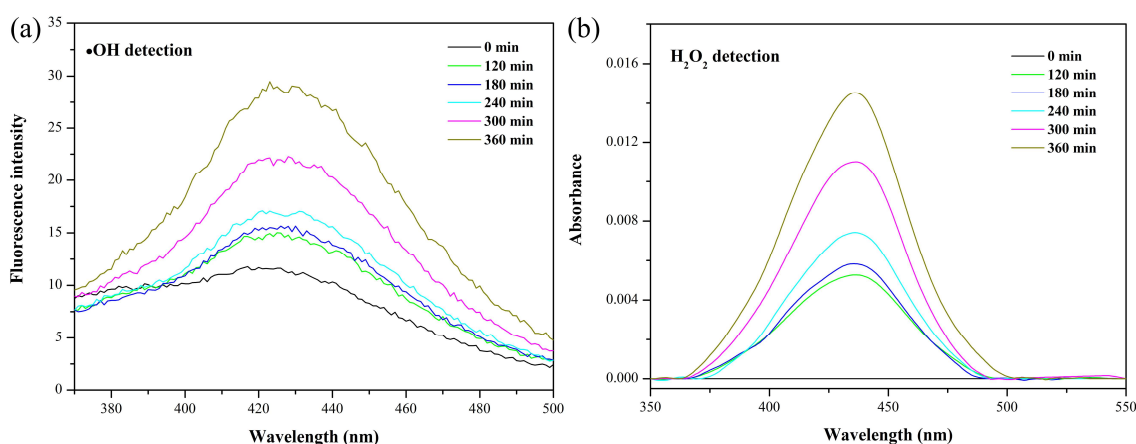 (a)
•OH detection
0 min
120 min
180 min
240 min
300 min
360 min
35
30
25
20
15
10
5
0
Fluorescence intensity
380 400 420 440 460 480 500
Wavelength (nm)
(b)
H₂O₂ detection
0 min
120 min
180 min
240 min
300 min
360 min
0.016
0.012
0.008
0.004
0.000
Absorbance
350 400 450 500 550
Wavelength (nm)